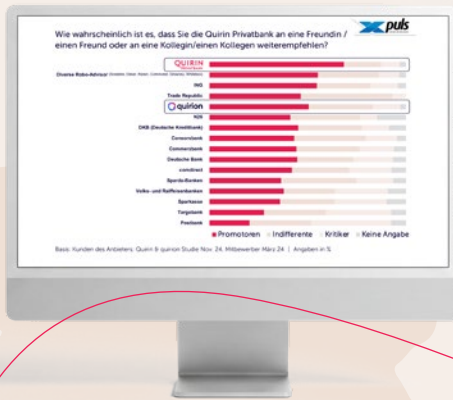 puls
Wie wahrscheinlich ist es, dass Sie die Quirin Privatbank an eine Freundin /
einen Freund oder an eine Kollegin/einen Kollegen weiterempfehlen?
QUIRIN
Diverse Robo-Advisor
ING
Trade Republic
quirion
N26
DKB (Deutsche Kreditbank)
Consorsbank
Commerzbank
Deutsche Bank
comdirect
Sparda-Banken
Volks- und Raiffeisenbanken
Sparkasse
Targobank
Postbank
Promotoren Indifferente Kritiker Keine Angabe
Basis: Kunden des Anbieters: Quirin & quirion Studie Nov. 24, Mitbewerber März 24 | Angaben in %